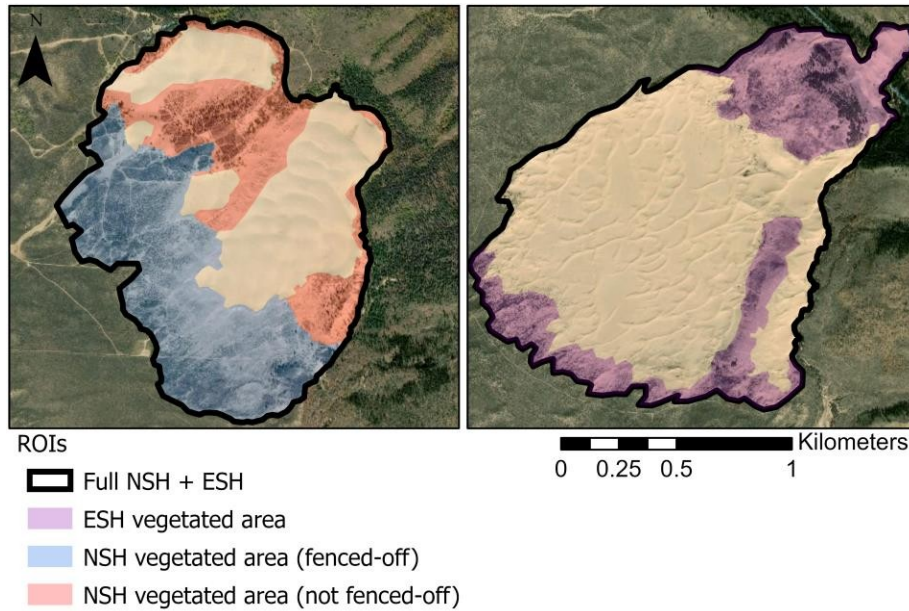 N
ROIs
Full NSH + ESH
ESH vegetated area
NSH vegetated area (fenced-off)
NSH vegetated area (not fenced-off)
Kilometers
0 0.25 0.5 1